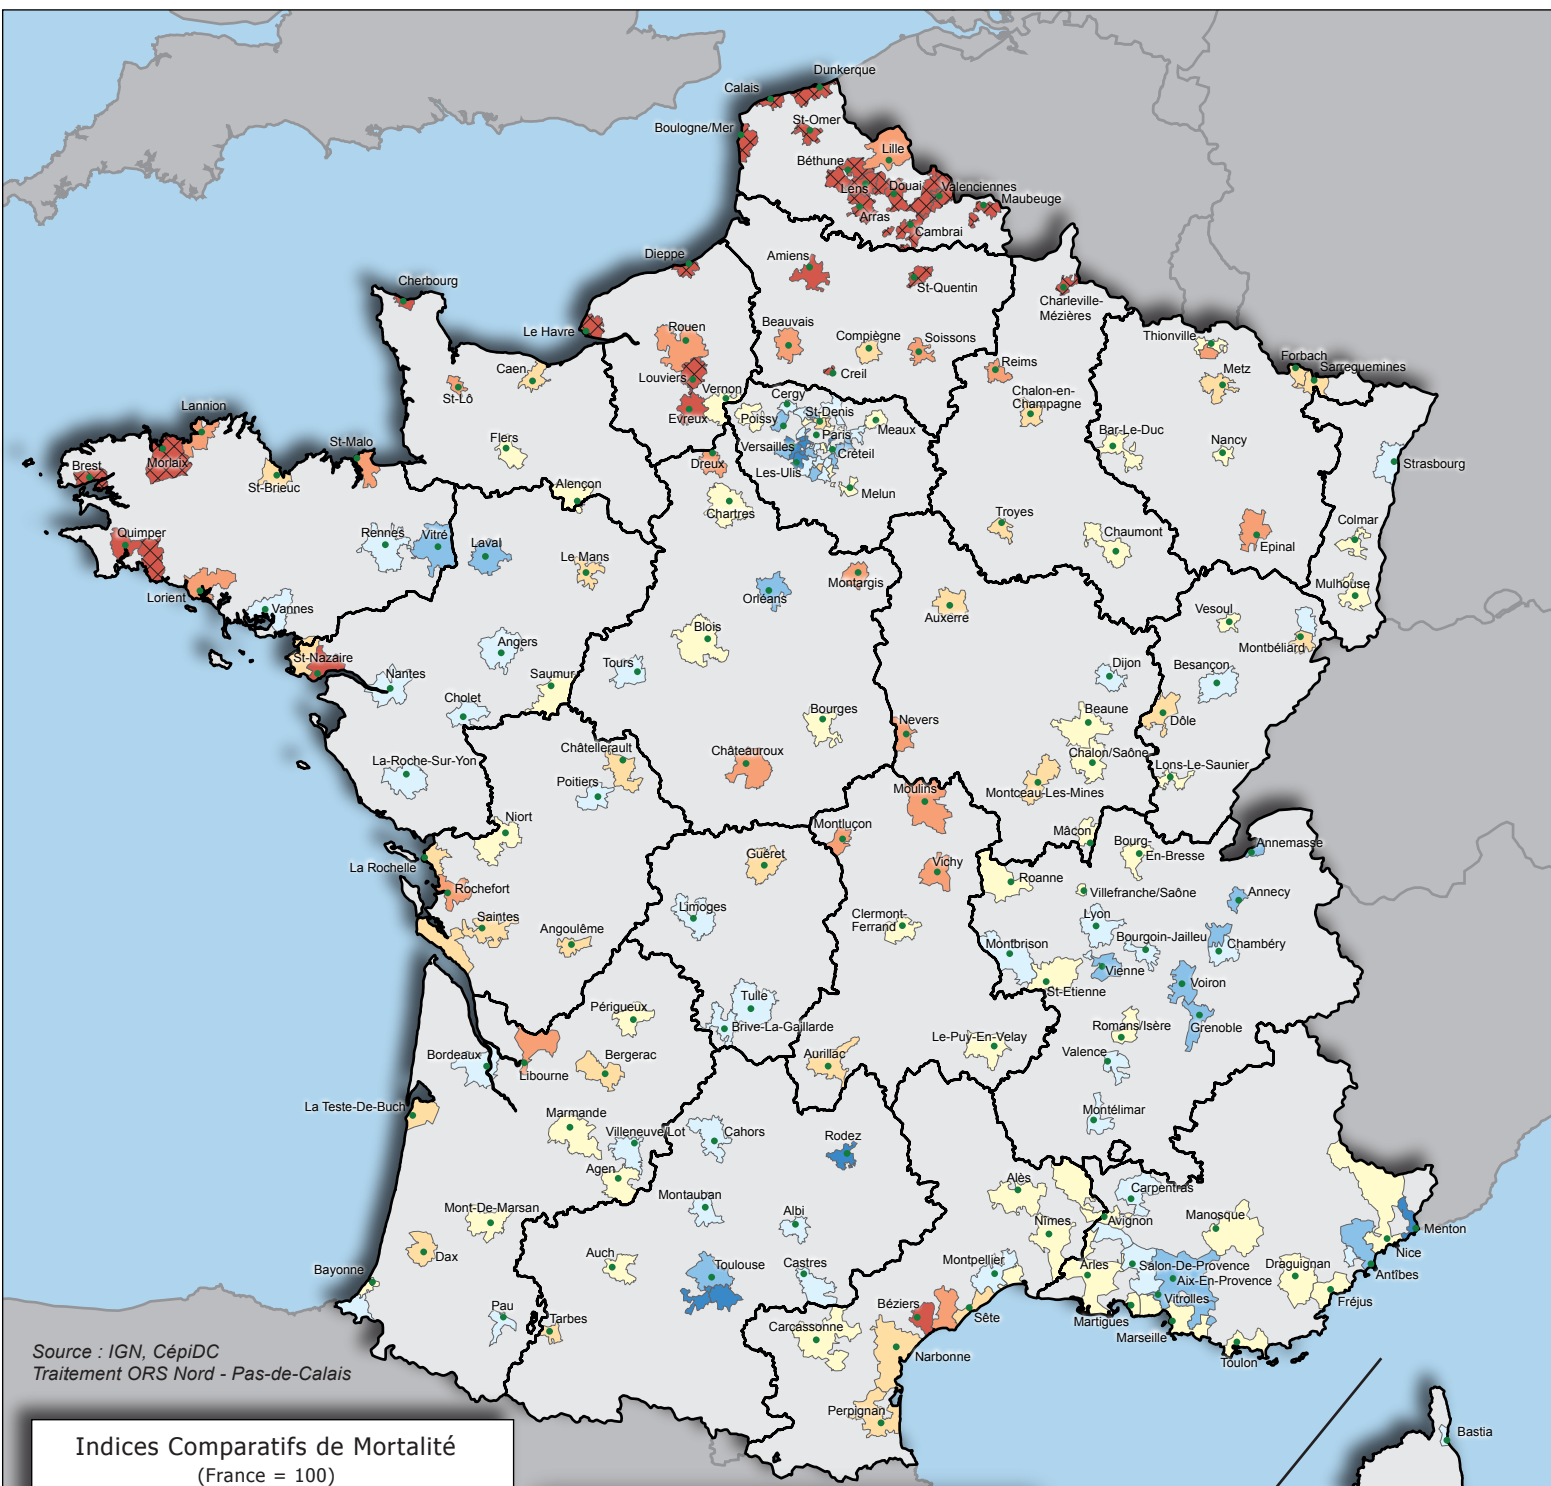 Dunkerque
Calais
St-Omer
Boulogne/Mer
Lille
Béthune
Lens
Douai
Valenciennes
Maubeuge
Arras
Cambrai
Dieppe
Amiens
St-Quentin
Cherbourg
Charleville-
Mézières
Le Havre
Rouen
Beauvais
Compiègne
Soissons
Thionville
Forbach
Sarreguemines
Reims
Metz
Caen
Louviers
Creil
St-Lô
Vernon
Evreux
Cergy
St-Denis
Chalon-en-
Champagne
Lannion
Poissy
Paris
Meaux
Bar-Le-Duc
Nancy
St-Malo
Flers
Versailles
Crèteil
Morlaix
Brest
Dreux
Les-Ulis
Strasbourg
St-Brieuc
Alençon
Melun
Chartres
Troyes
Colmar
Quimper
Rennes
Vitré
Laval
Chaumont
Epinal
Le Mans
Montargis
Mulhouse
Lorient
Orléans
Vannes
Auxerre
Vesoul
Blois
Angers
Montbéliard
St-Nazaire
Tours
Dijon
Besançon
Nantes
Saumur
Cholet
Bourges
Beaune
Nevers
Dôle
Châtellerault
Châteauroux
Chalon/Saône
La-Roche-Sur-Yon
Poitiers
Lons-Le-Saunier
Moulins
Montceau-Les-Mines
Niort
Montluçon
Mâcon
Bourg-
En-Bresse
Annemasse
La Rochelle
Guéret
Vichy
Roanne
Rochefort
Villefranche/Saône
Annecy
Saintes
Limoges
Clermont-
Ferrand
Lyon
Angoulême
Montbrison
Bourgoin-Jailleu
Chambéry
Vienne
St-Etienne
Voiron
Tulle
Périgueux
Brive-La-Gaillarde
Le-Puy-En-Velay
Romans/Isère
Grenoble
Bordeaux
Bergerac
Aurillac
Valence
Libourne
La Teste-De-Buch
Marmande
Montélimar
Villeneuve/Lot
Cahors
Rodez
Agen
Alès
Carpentras
Montauban
Mont-De-Marsan
Albi
Nîmes
Avignon
Manosque
Menton
Dax
Auch
Nice
Bayonne
Toulouse
Castres
Montpellier
Arles
Salon-De-Provence
Draguignan
Antîbes
Aix-En-Provence
Vitrolles
Fréjus
Pau
Béziers
Tarbes
Sête
Martigues
Carcassonne
Marseille
Source : IGN, CépiDC
Narbonne
Toulon
Traitement ORS Nord - Pas-de-Calais
Perpignan
Bastia
Indices Comparatifs de Mortalité
(France = 100)